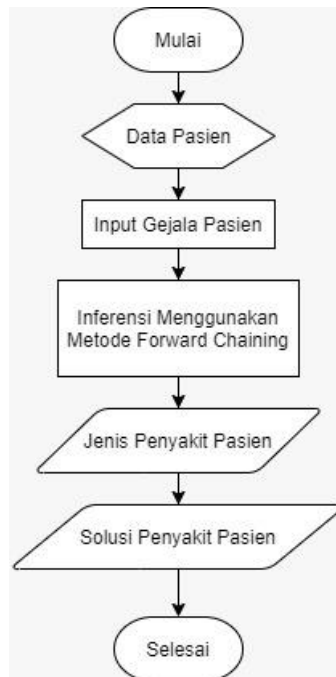 Mulai
Data Pasien
Input Gejala Pasien
Inferensi Menggunakan
Metode Forward Chaining
Jenis Penyakit Pasien
Solusi Penyakit Pasien
Selesai